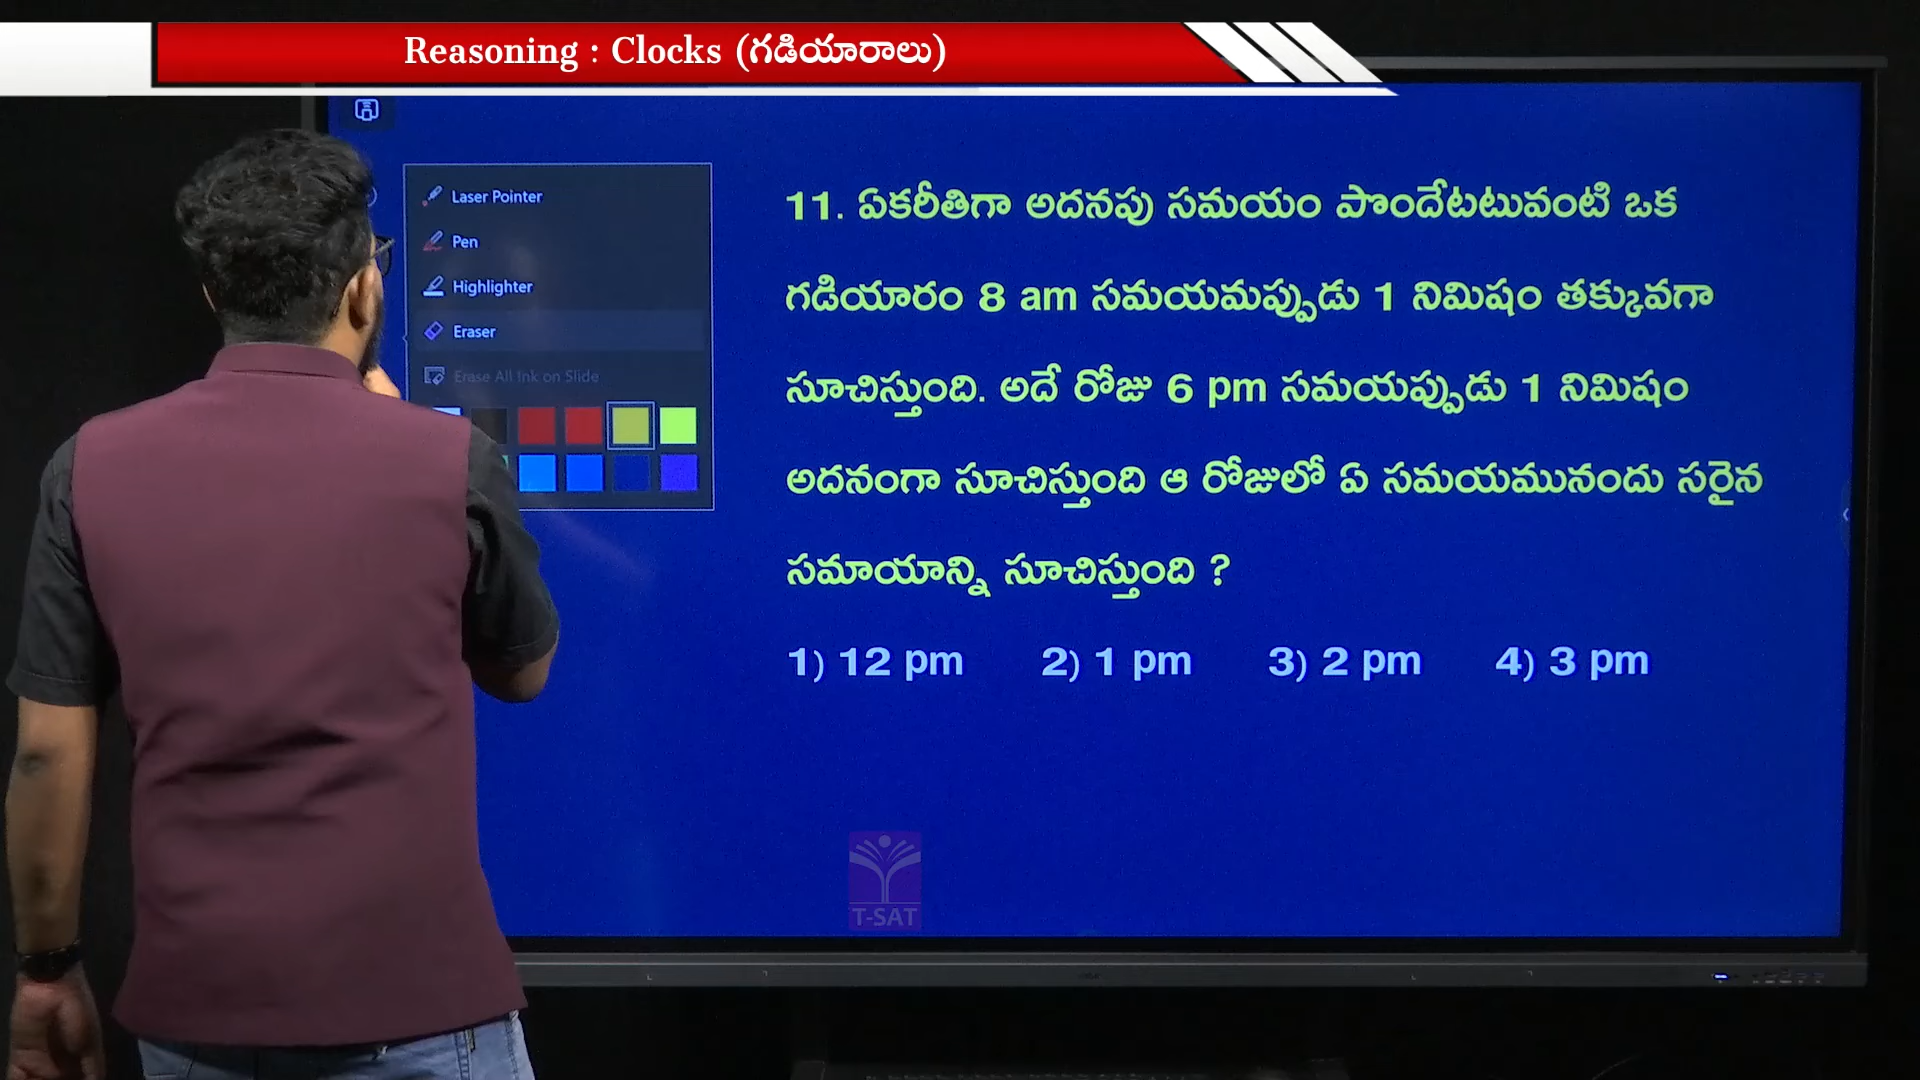 Reasoning : Clocks (గడియారాలు)
Laser Pointer
Pen
Highlighter
Eraser
Erase All Ink on Slide
11. ఏకరీతిగా అదనపు సమయం పొందేటటువంటి ఒక
గడియారం 8 am సమయమప్పుడు 1 నిమిషం తక్కువగా
సూచిస్తుంది. అదే రోజు 6 pm సమయప్పుడు 1 నిమిషం
అదనంగా సూచిస్తుంది ఆ రోజులో ఏ సమయమునందు సరైన
సమాయాన్ని సూచిస్తుంది ?
1) 12 pm 2) 1 pm 3) 2 pm 4) 3 pm
T-SAT